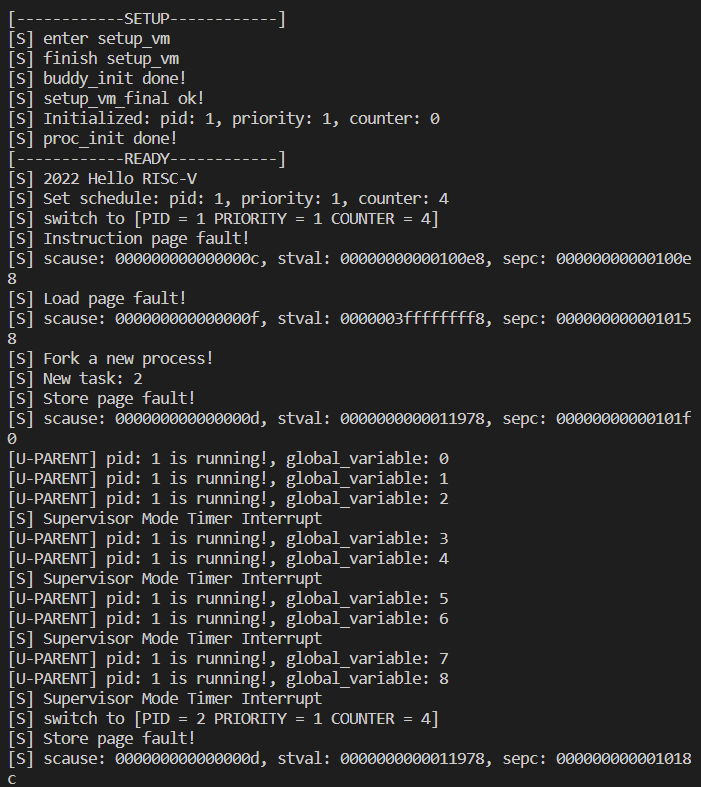 [------------SETUP------------]
[S] enter setup_vm
[S] finish setup_vm
[S] buddy_init done!
[S] setup_vm_final ok!
[S] Initialized: pid: 1, priority: 1, counter: 0
[S] proc_init done!
[------------READY------------]
[S] 2022 Hello RISC-V
[S] Set schedule: pid: 1, priority: 1, counter: 4
[S] switch to [PID = 1 PRIORITY = 1 COUNTER = 4]
[S] Instruction page fault!
[S] scause: 000000000000000c, stval: 00000000000100e8, sepc: 00000000000100e
8
[S] Load page fault!
[S] scause: 000000000000000f, stval: 0000003ffffffff8, sepc: 000000000001015
8
[S] Fork a new process!
[S] New task: 2
[S] Store page fault!
[S] scause: 000000000000000d, stval: 0000000000011978, sepc: 00000000000101f
0
[U-PARENT] pid: 1 is running!, global_variable: 0
[U-PARENT] pid: 1 is running!, global_variable: 1
[U-PARENT] pid: 1 is running!, global_variable: 2
[S] Supervisor Mode Timer Interrupt
[U-PARENT] pid: 1 is running!, global_variable: 3
[U-PARENT] pid: 1 is running!, global_variable: 4
[S] Supervisor Mode Timer Interrupt
[U-PARENT] pid: 1 is running!, global_variable: 5
[U-PARENT] pid: 1 is running!, global_variable: 6
[S] Supervisor Mode Timer Interrupt
[U-PARENT] pid: 1 is running!, global_variable: 7
[U-PARENT] pid: 1 is running!, global_variable: 8
[S] Supervisor Mode Timer Interrupt
[S] switch to [PID = 2 PRIORITY = 1 COUNTER = 4]
[S] Store page fault!
[S] scause: 000000000000000d, stval: 0000000000011978, sepc: 000000000001018
c